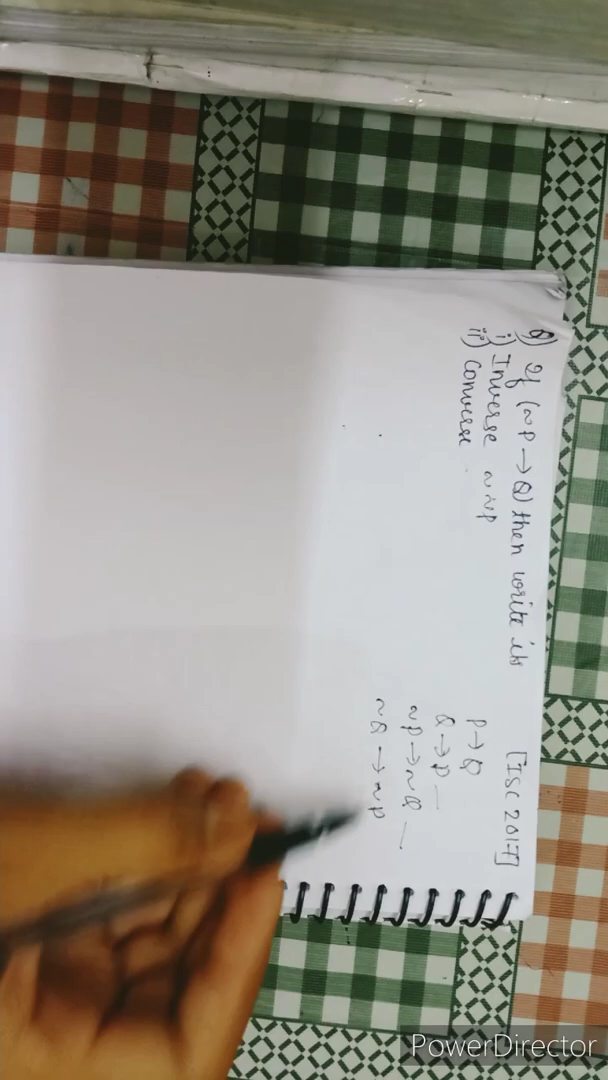 Q) If (~P → Q) then write its [ISC 2017]
i) Inverse ~~P
ii) Converse
P → Q
Q → P –
~P → ~Q –
~Q → ~P
PowerDirector